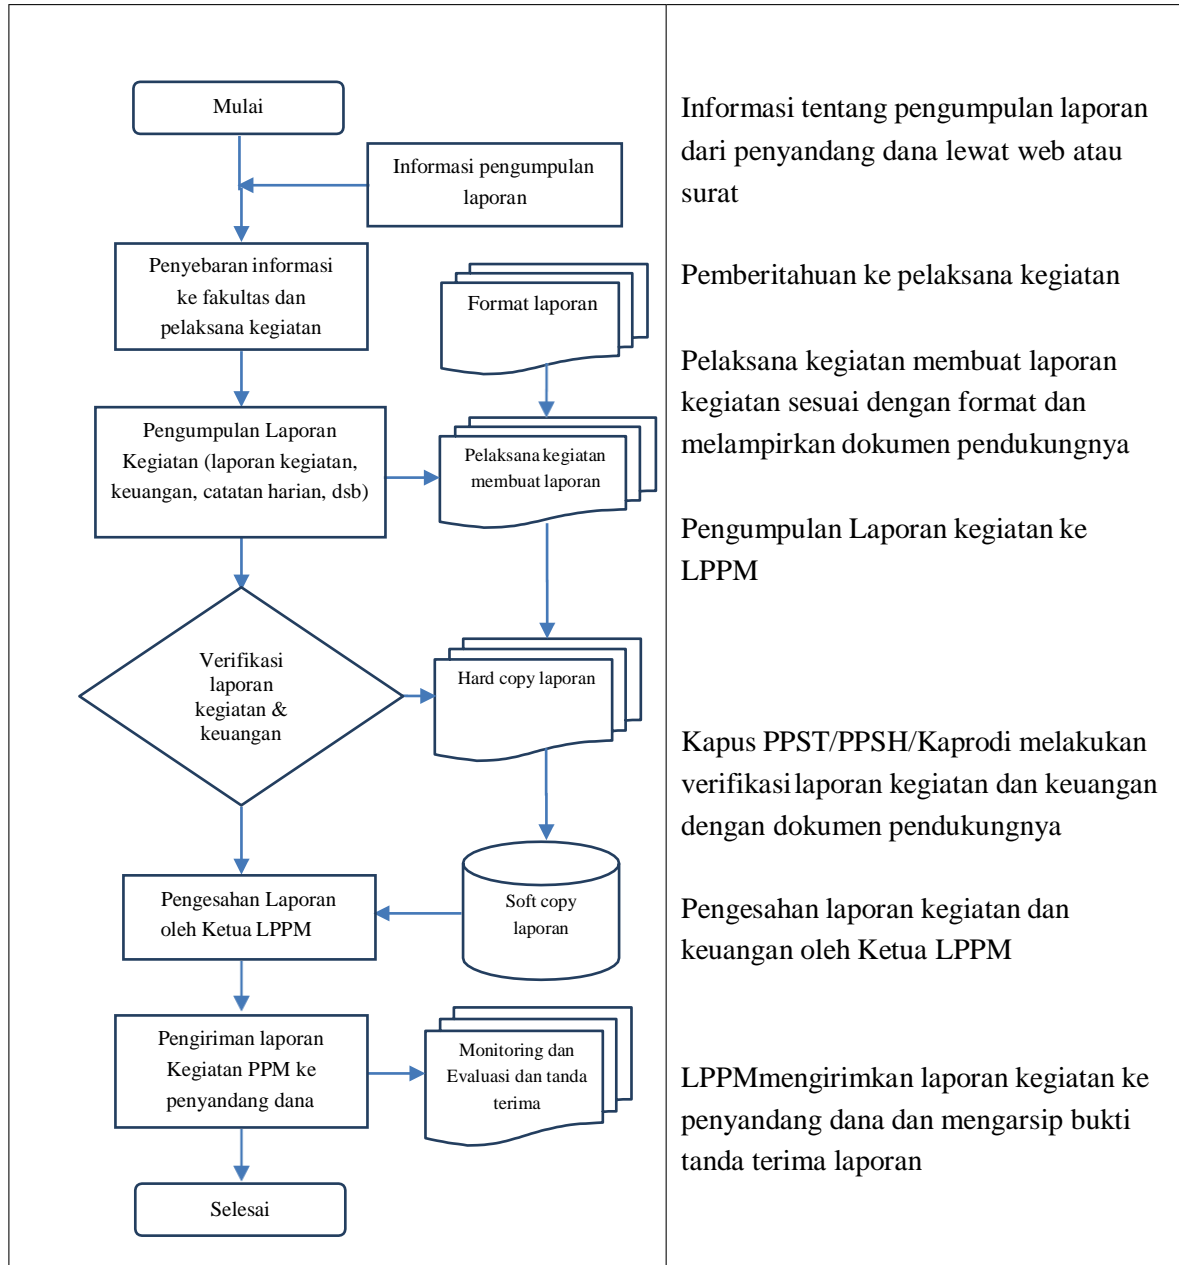 Mulai
Informasi pengumpulan
laporan
Penyebaran informasi
ke fakultas dan
pelaksana kegiatan
Format laporan
Pengumpulan Laporan
Kegiatan (laporan kegiatan,
keuangan, catatan harian, dsb)
Pelaksana kegiatan
membuat laporan
Verifikasi
laporan
kegiatan &
keuangan
Hard copy laporan
Pengesahan Laporan
oleh Ketua LPPM
Soft copy
laporan
Pengiriman laporan
Kegiatan PPM ke
penyandang dana
Monitoring dan
Evaluasi dan tanda
terima
Selesai
Informasi tentang pengumpulan laporan
dari penyandang dana lewat web atau
surat
Pemberitahuan ke pelaksana kegiatan
Pelaksana kegiatan membuat laporan
kegiatan sesuai dengan format dan
melampirkan dokumen pendukungnya
Pengumpulan Laporan kegiatan ke
LPPM
Kapus PPST/PPSH/Kaprodi melakukan
verifikasi laporan kegiatan dan keuangan
dengan dokumen pendukungnya
Pengesahan laporan kegiatan dan
keuangan oleh Ketua LPPM
LPPMmengirimkan laporan kegiatan ke
penyandang dana dan mengarsip bukti
tanda terima laporan